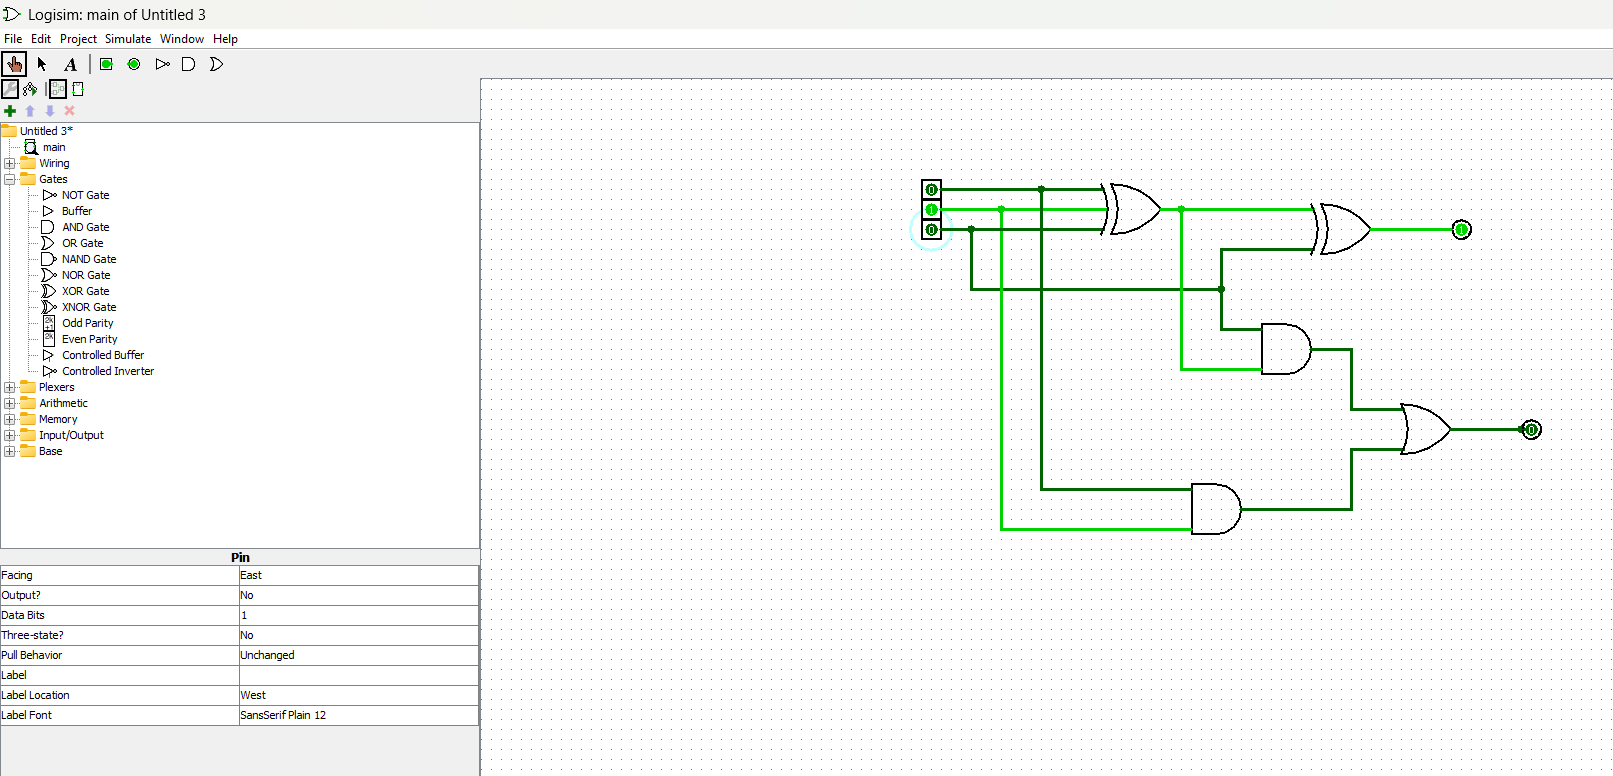 Logisim: main of Untitled 3
File Edit Project Simulate Window Help
A
Untitled 3*
main
Wiring
Gates
NOT Gate
Buffer
AND Gate
OR Gate
NAND Gate
NOR Gate
XOR Gate
XNOR Gate
2k
+1
Odd Parity
2k
Even Parity
Controlled Buffer
Controlled Inverter
Plexers
Arithmetic
Memory
Input/Output
Base
Pin
Facing East
Output? No
Data Bits 1
Three-state? No
Pull Behavior Unchanged
Label
Label Location West
Label Font SansSerif Plain 12
0
1
0
1
0